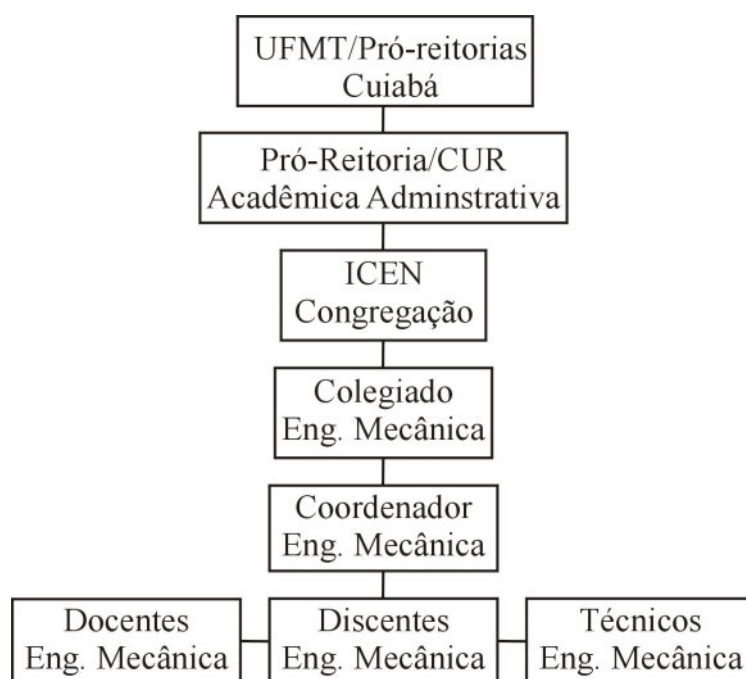 UFMT/Pró-reitorias
Cuiabá
Pró-Reitoria/CUR
Acadêmica Adminstrativa
ICEN
Congregação
Colegiado
Eng. Mecânica
Coordenador
Eng. Mecânica
Docentes
Eng. Mecânica
Discentes
Eng. Mecânica
Técnicos
Eng. Mecânica